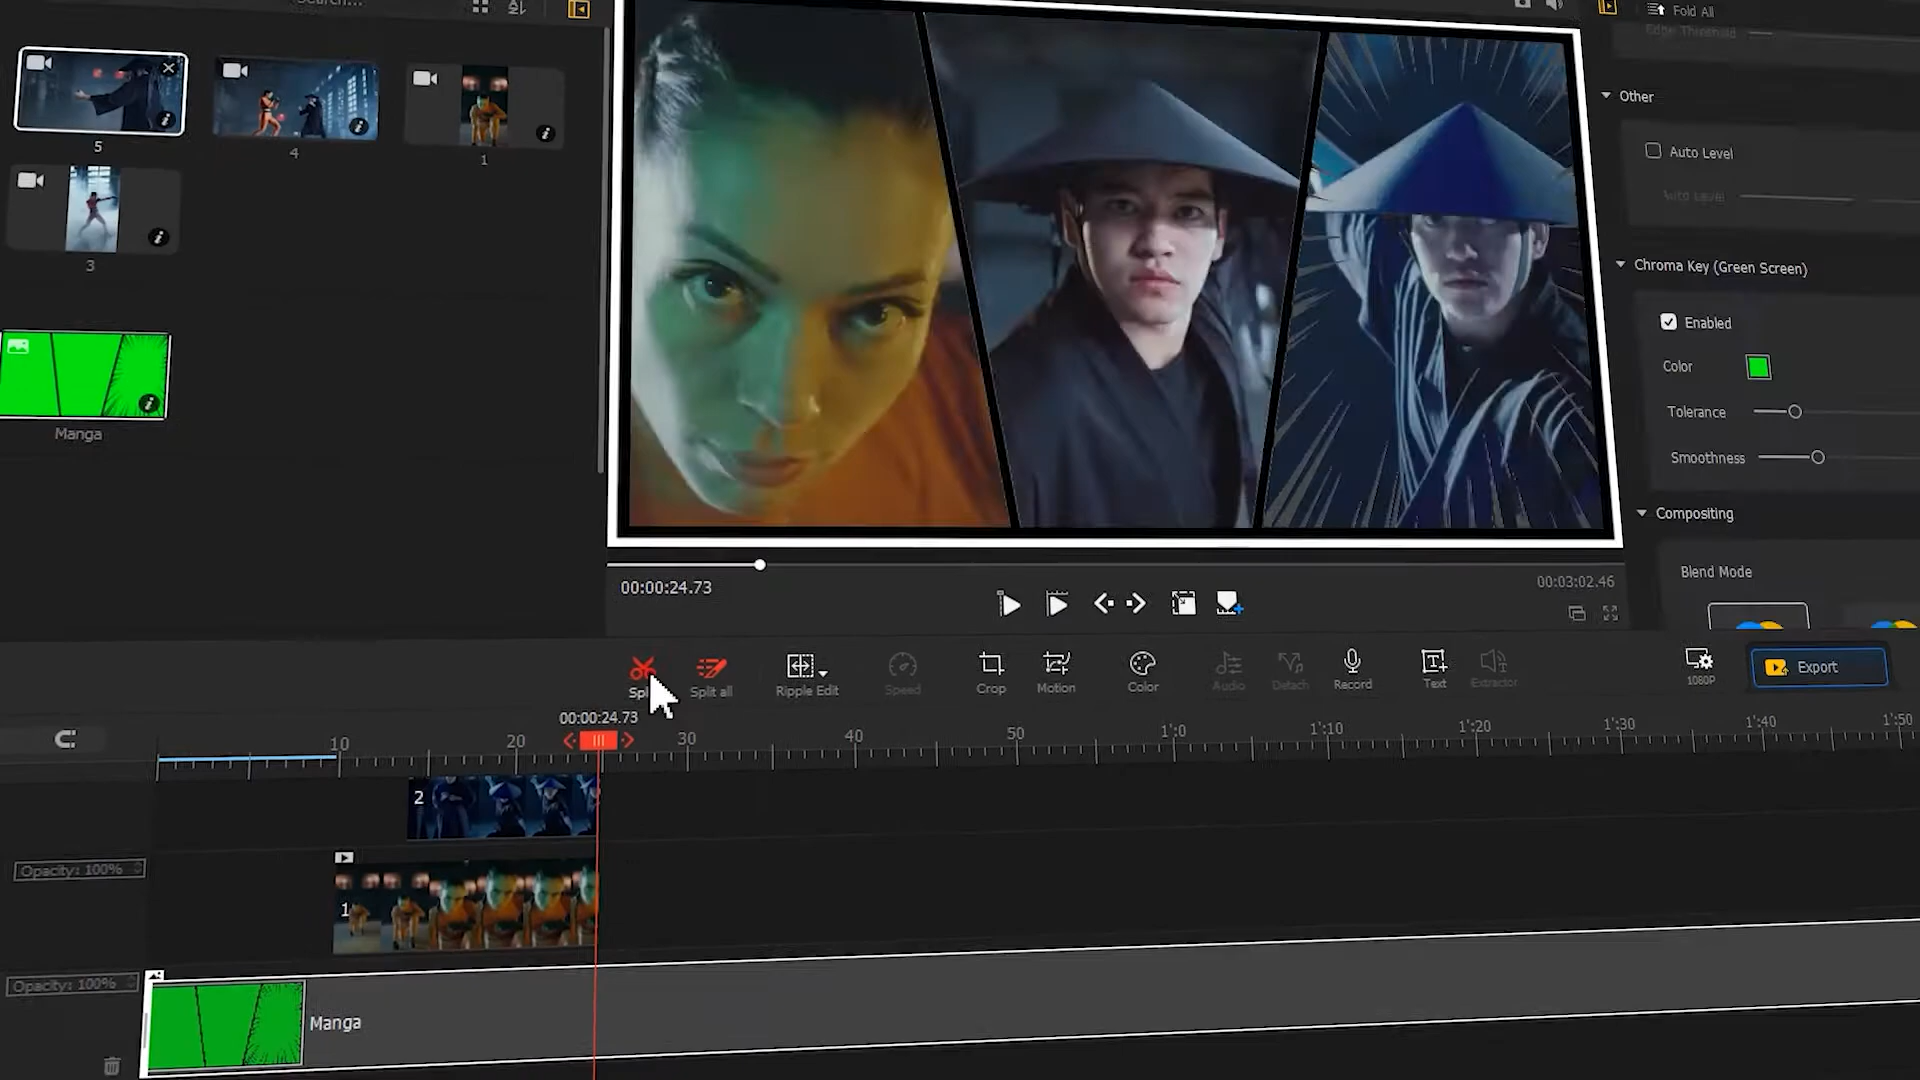 Search...
Fold All
Edge Threshold
5
4
1
3
Manga
Other
Auto Level
Auto Level
Chroma Key (Green Screen)
Enabled
Color
Tolerance
Smoothness
Compositing
Blend Mode
00:00:24.73
00:03:02.46
Split all
Ripple Edit
Speed
Crop
Motion
Color
Audio
Detach
Record
Text
Extractor
1080P
Export
00:00:24.73
10
20
30
40
50
1':0
1':10
1':20
1':30
1':40
1':50
2
Opacity: 100%
1
Opacity: 100%
Manga